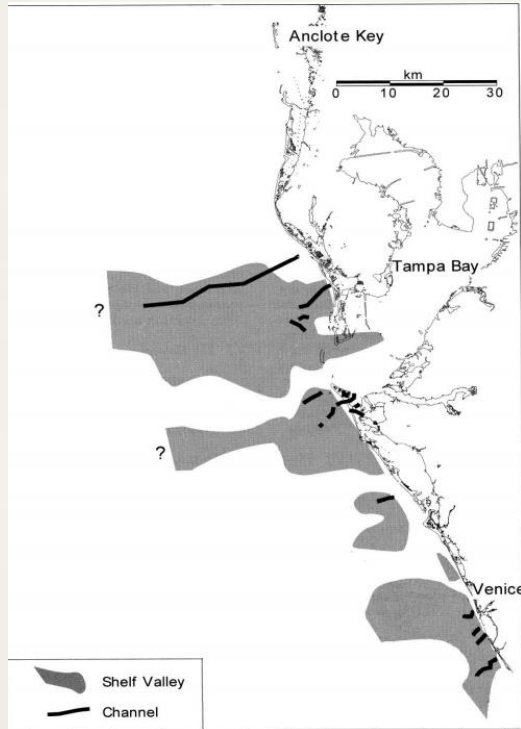 Anclote Key
km
0 10 20 30
Tampa Bay
?
?
Venice
Shelf Valley
Channel